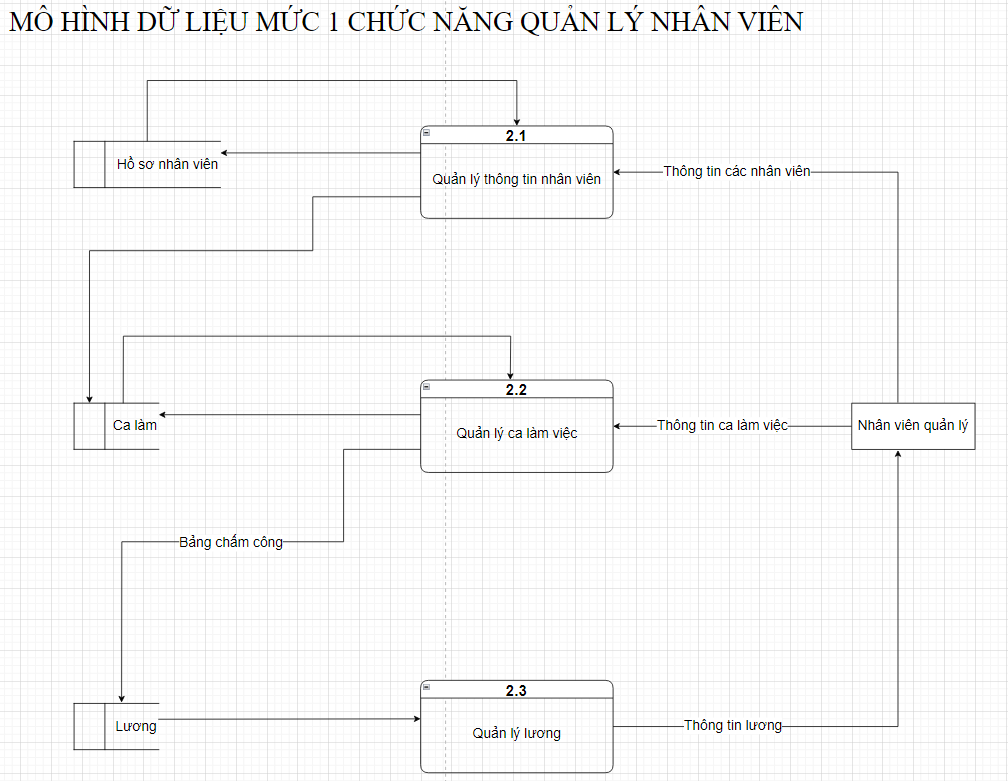 MÔ HÌNH DỮ LIỆU MỨC 1 CHỨC NĂNG QUẢN LÝ NHÂN VIÊN
2.1
Hồ sơ nhân viên
Quản lý thông tin nhân viên
Thông tin các nhân viên
2.2
Ca làm
Quản lý ca làm việc
Thông tin ca làm việc
Nhân viên quản lý
Bảng chấm công
2.3
Lương
Quản lý lương
Thông tin lương